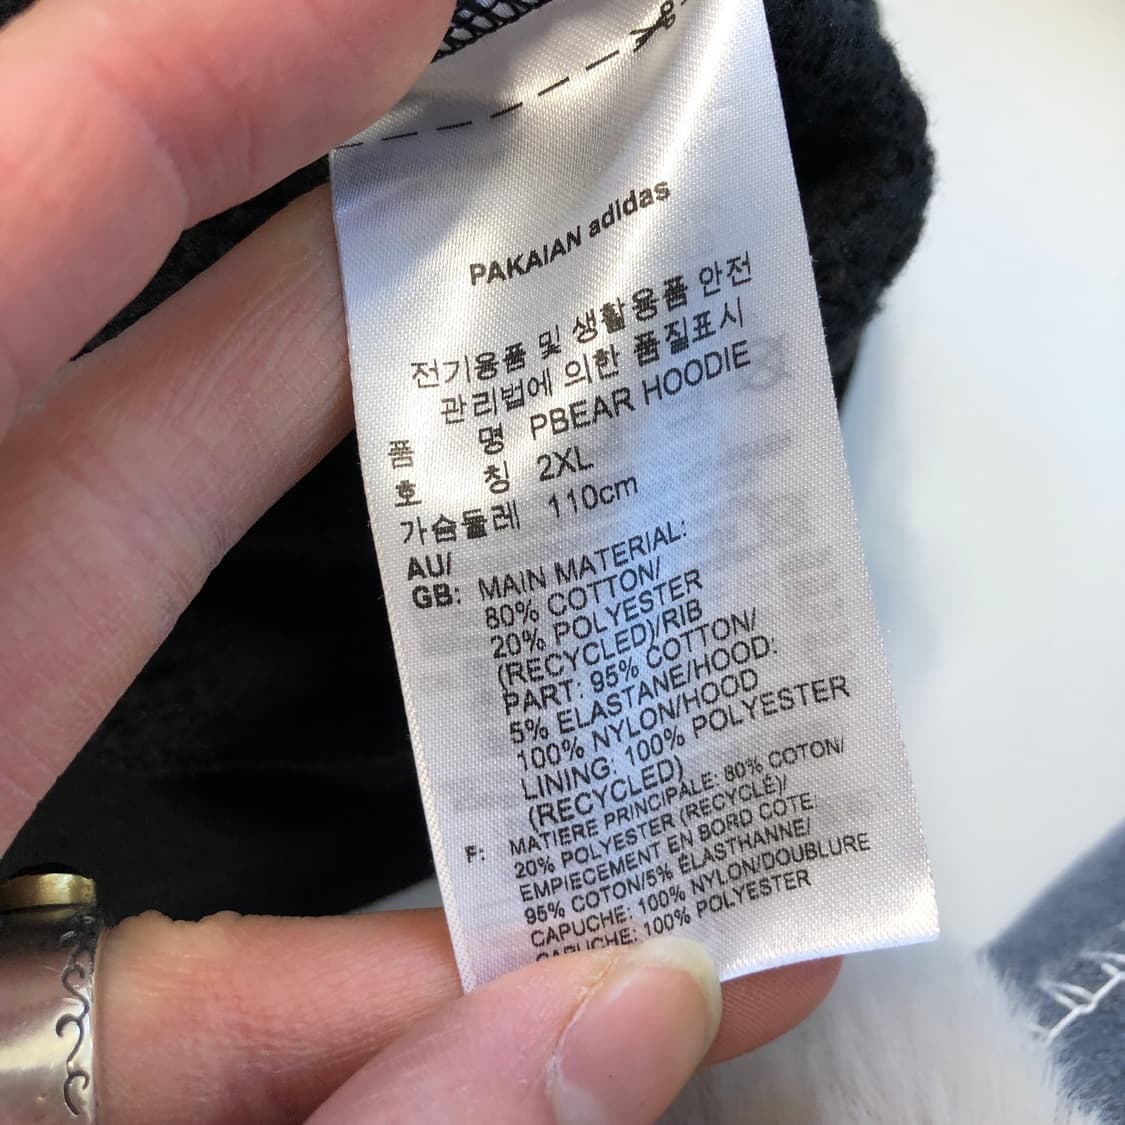 PAKAIAN adidas
전기용품 및 생활용품 안전
관리법에 의한 품질표시
품 명 PBEAR HOODIE
호 칭 2XL
가슴둘레 110cm
AU/
GB: MAIN MATERIAL:
80% COTTON/
20% POLYESTER
(RECYCLED)/RIB
PART: 95% COTTON/
5% ELASTANE/HOOD:
100% NYLON/HOOD
LINING: 100% POLYESTER
(RECYCLED)
F: MATIERE PRINCIPALE: 80% COTON/
20% POLYESTER (RECYCLÉ)/
EMPIECEMENT EN BORD COTE:
95% COTON/5% ÉLASTHANNE/
CAPUCHE: 100% NYLON/DOUBLURE
CAPUCHE: 100% POLYESTER